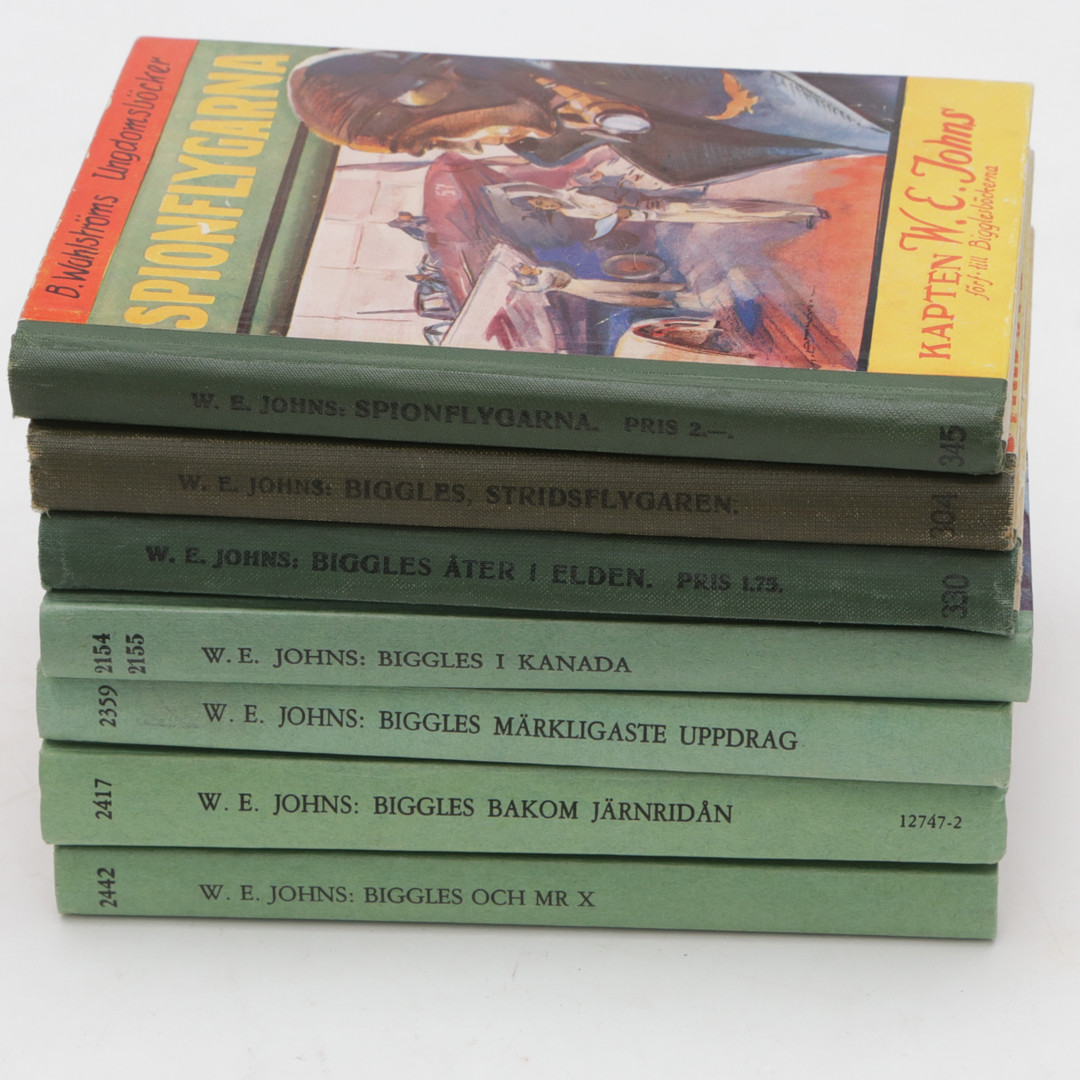 B. Wahlströms Ungdomsböcker
SPIONFLYGARNA
57
KAPTEN W. E. Johns
förf. till Bigglesböckerna
W. E. JOHNS: SPIONFLYGARNA. PRIS 2.—.
345
W. E. JOHNS: BIGGLES, STRIDSFLYGAREN.
304
W. E. JOHNS: BIGGLES ÅTER I ELDEN. PRIS 1.75.
330
2154
2155
W. E. JOHNS: BIGGLES I KANADA
2359
W. E. JOHNS: BIGGLES MÄRKLIGASTE UPPDRAG
2417
W. E. JOHNS: BIGGLES BAKOM JÄRNRIDÅN
12747-2
2442
W. E. JOHNS: BIGGLES OCH MR X